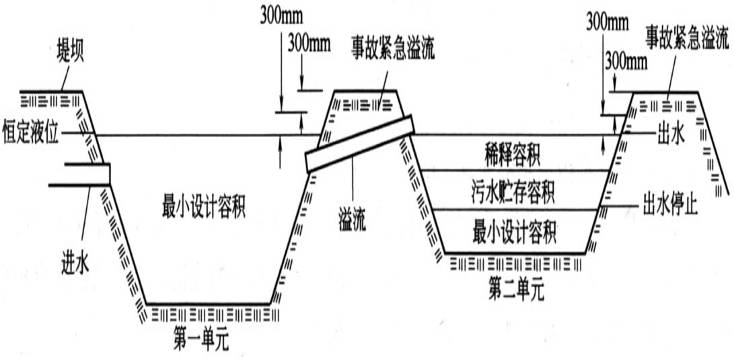 300mm
300mm
堤坝
事故紧急溢流
300mm
300mm
事故紧急溢流
恒定液位
出水
稀释容积
污水贮存容积
最小设计容积
溢流
出水停止
最小设计容积
进水
第一单元
第二单元